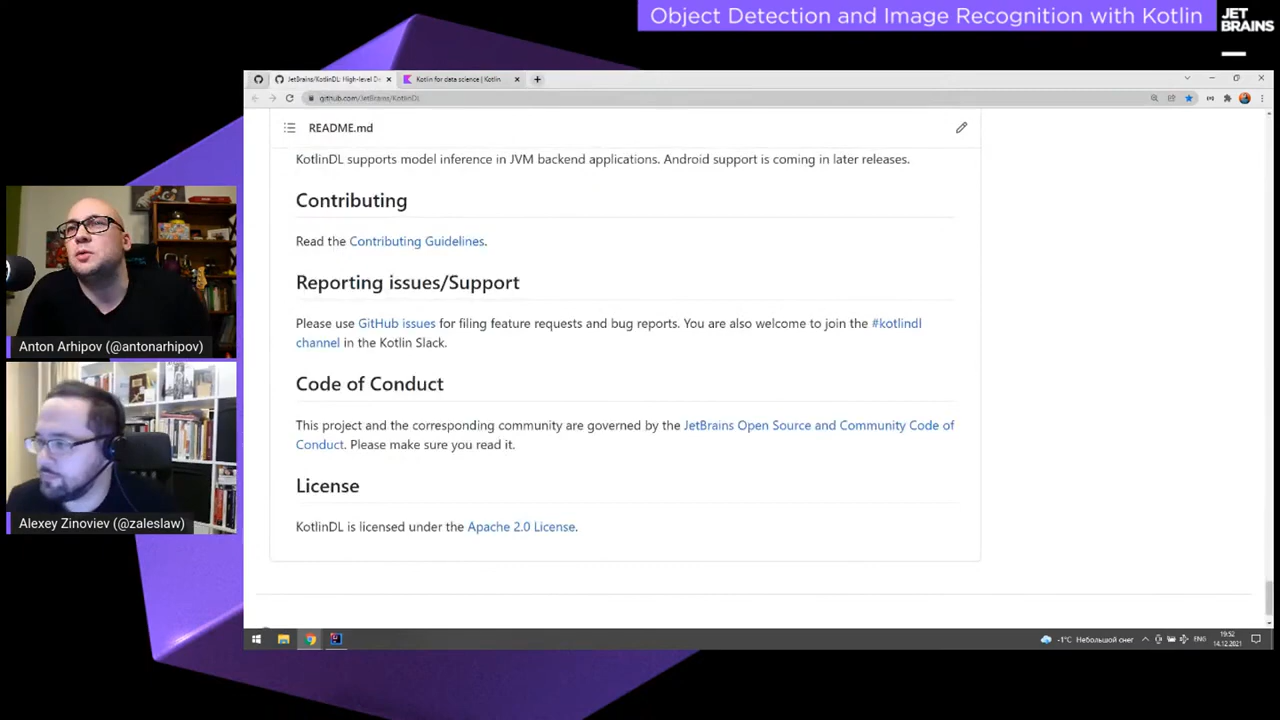 Object Detection and Image Recognition with Kotlin
JET
BRAINS
JetBrains/KotlinDL: High-level De
Kotlin for data science | Kotlin
github.com/JetBrains/KotlinDL
README.md
KotlinDL supports model inference in JVM backend applications. Android support is coming in later releases.
Contributing
Read the Contributing Guidelines.
Reporting issues/Support
Please use GitHub issues for filing feature requests and bug reports. You are also welcome to join the #kotlindl
channel in the Kotlin Slack.
Code of Conduct
This project and the corresponding community are governed by the JetBrains Open Source and Community Code of
Conduct. Please make sure you read it.
License
KotlinDL is licensed under the Apache 2.0 License.
Anton Arhipov (@antonarhipov)
Alexey Zinoviev (@zaleslaw)
-1°C Небольшой снег
ENG
19:52
14.12.2021